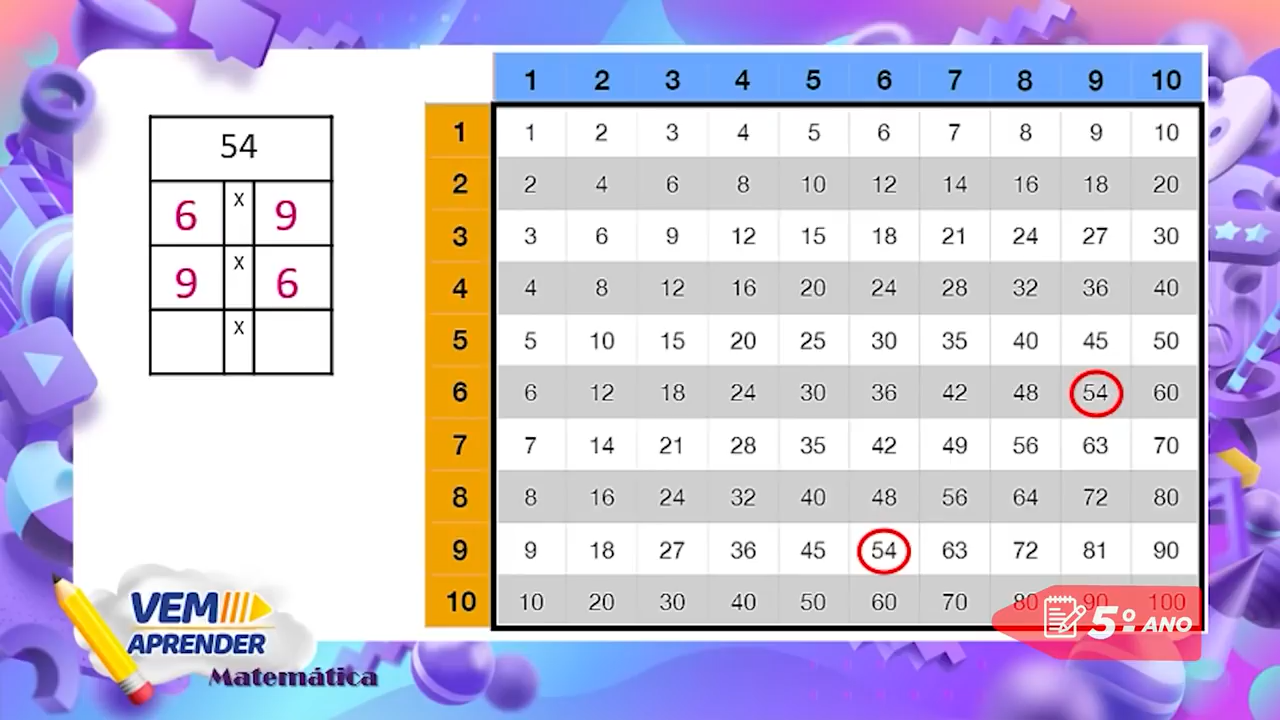 54
6 x 9
9 x 6
x
1 2 3 4 5 6 7 8 9 10
1 1 2 3 4 5 6 7 8 9 10
2 2 4 6 8 10 12 14 16 18 20
3 3 6 9 12 15 18 21 24 27 30
4 4 8 12 16 20 24 28 32 36 40
5 5 10 15 20 25 30 35 40 45 50
6 6 12 18 24 30 36 42 48 54 60
7 7 14 21 28 35 42 49 56 63 70
8 8 16 24 32 40 48 56 64 72 80
9 9 18 27 36 45 54 63 72 81 90
10 10 20 30 40 50 60 70 80 90 100
5º ANO
VEM
APRENDER
Matemática